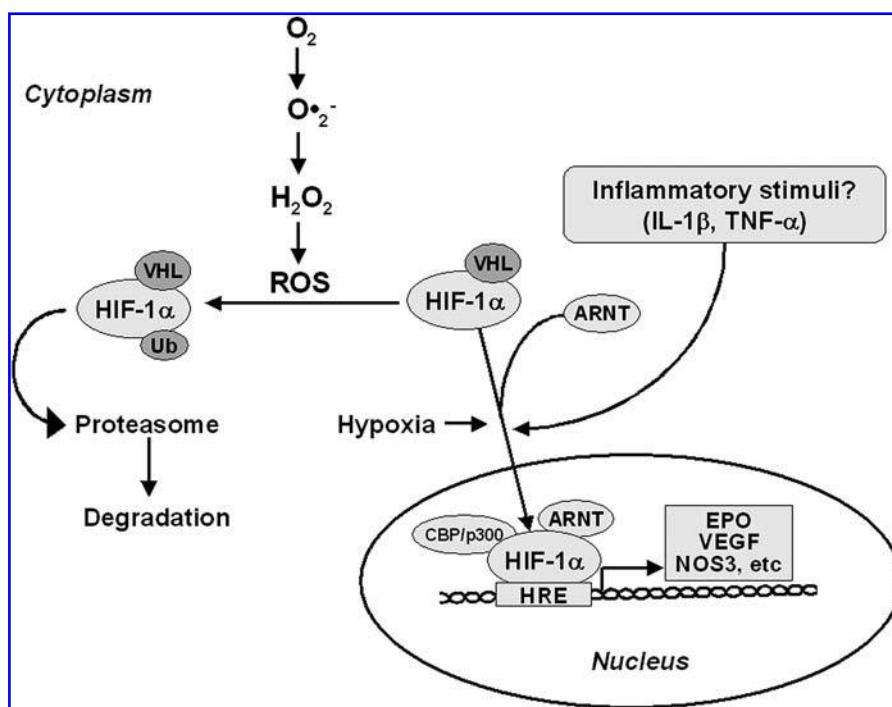 O₂
Cytoplasm
O•₂⁻
H₂O₂
Inflammatory stimuli?
(IL-1β, TNF-α)
VHL
HIF-1α
Ub
ROS
VHL
HIF-1α
ARNT
Proteasome
Hypoxia
Degradation
CBP/p300
ARNT
HIF-1α
HRE
EPO
VEGF
NOS3, etc
Nucleus